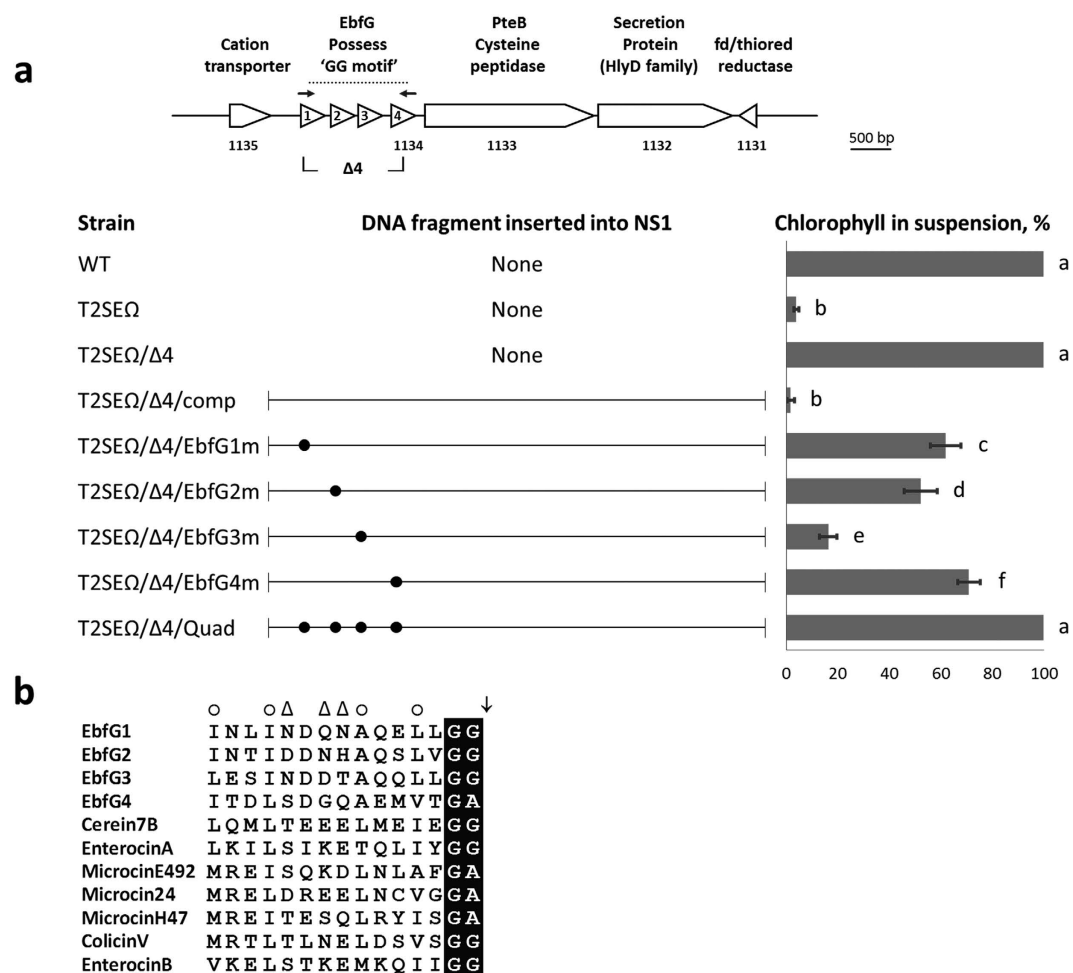 a
Cation
transporter
EbfG
Possess
‘GG motif’
PteB
Cysteine
peptidase
Secretion
Protein
(HlyD family)
fd/thiored
reductase
1 2 3 4
1135 1134 1133 1132 1131
500 bp
Δ4
Strain DNA fragment inserted into NS1 Chlorophyll in suspension, %
WT None a
T2SEΩ None b
T2SEΩ/Δ4 None a
T2SEΩ/Δ4/comp b
T2SEΩ/Δ4/EbfG1m c
T2SEΩ/Δ4/EbfG2m d
T2SEΩ/Δ4/EbfG3m e
T2SEΩ/Δ4/EbfG4m f
T2SEΩ/Δ4/Quad a
0 20 40 60 80 100
b
EbfG1 INLINDQNAQELLGG
EbfG2 INTIDDNHAQSLVGG
EbfG3 LESINDDTAQQLLGG
EbfG4 ITDLSDGQAEMVTGA
Cerein7B LQMLTEEELMEIEGG
EnterocinA LKILSIKETQLIYGG
MicrocinE492 MREISQKDLNLAFGA
Microcin24 MRELDREELNCVGGA
MicrocinH47 MREITESQLRYISGA
ColicinV MRTLTLNELDSVSGG
EnterocinB VKELSTKEMKQIIGG